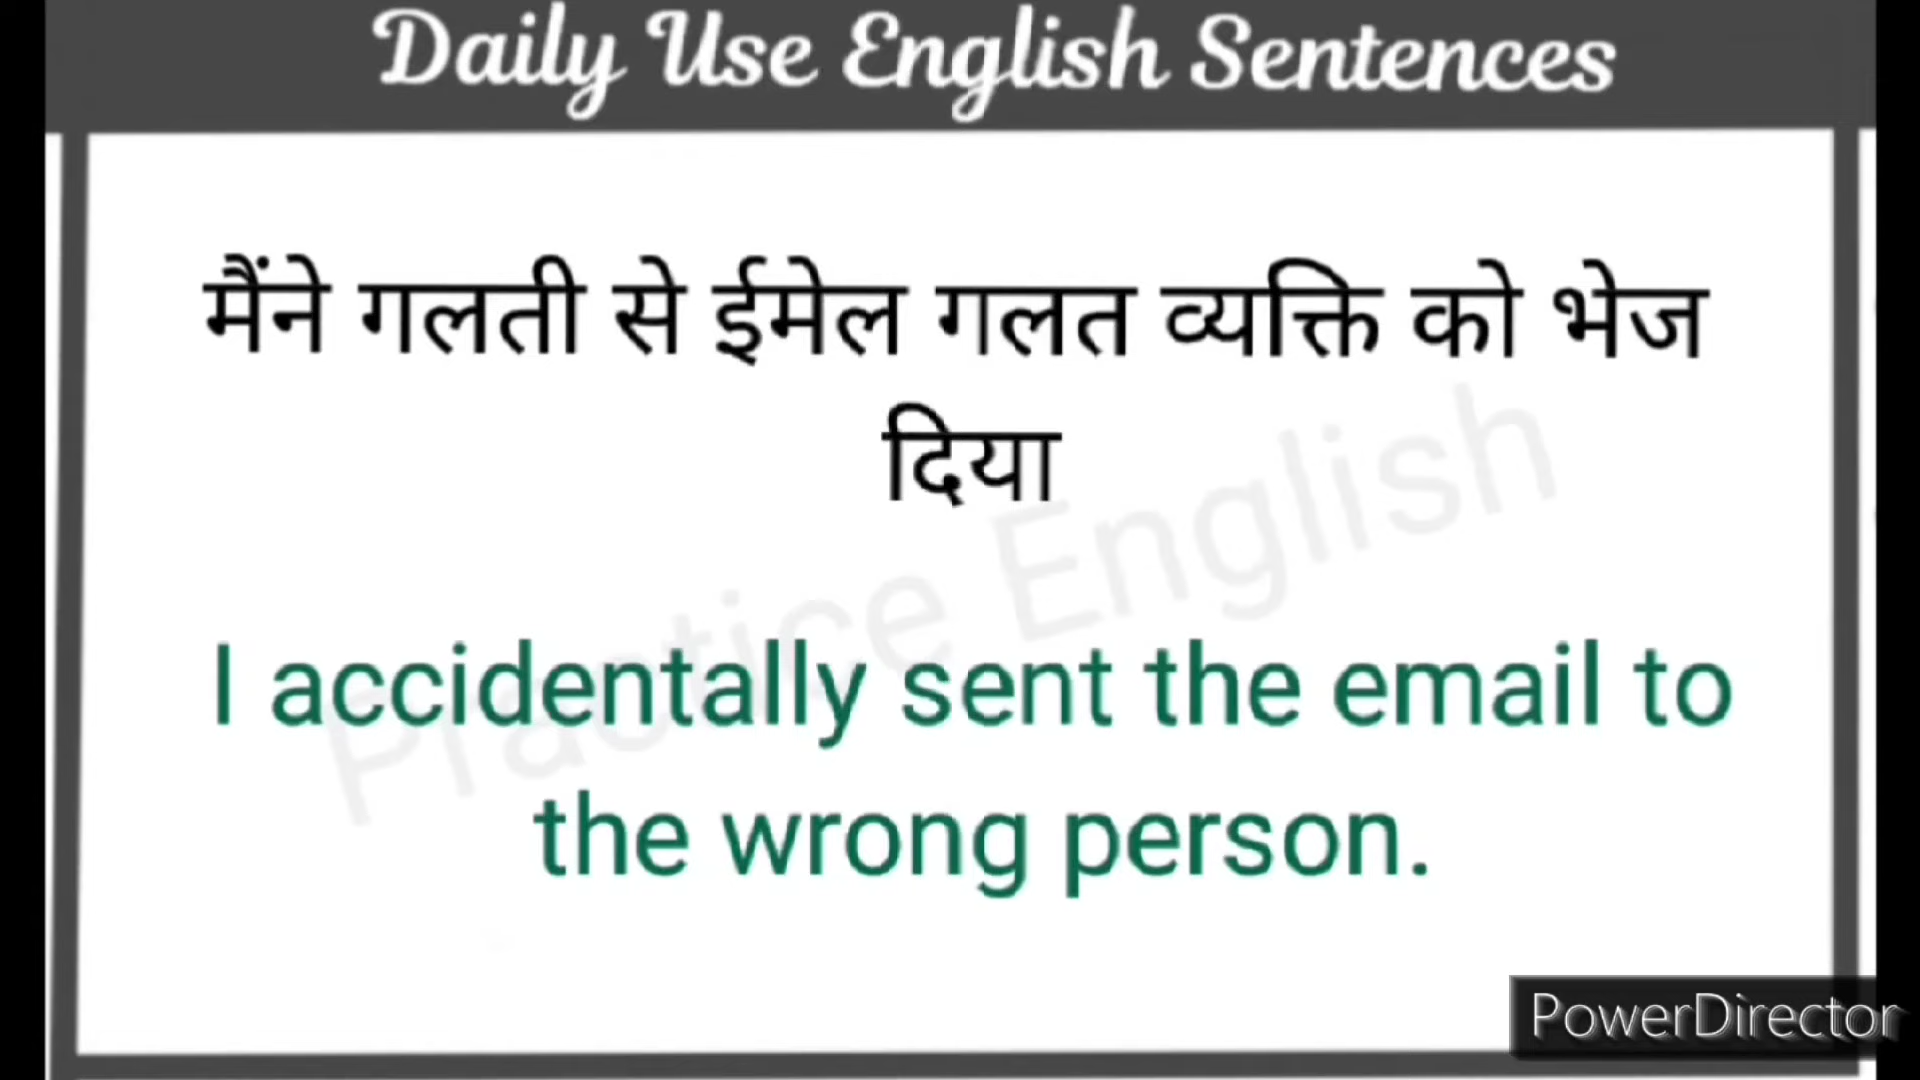 Daily Use English Sentences
मैंने गलती से ईमेल गलत व्यक्ति को भेज
दिया
Practice English
I accidentally sent the email to
the wrong person.
PowerDirector